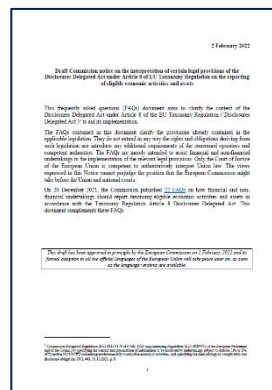 2 February 2022
Draft Commission notice on the interpretation of certain legal provisions of the
Disclosures Delegated Act under Article 8 of EU Taxonomy Regulation on the reporting
of eligible economic activities and assets
This frequently asked questions (FAQs) document aims to clarify the content of the
Disclosures Delegated Act under Article 8 of the EU Taxonomy Regulation ('Disclosures
Delegated Act')¹ to aid its implementation.
The FAQs contained in this document clarify the provisions already contained in the
applicable legislation. They do not extend in any way the rights and obligations deriving from
such legislation nor introduce any additional requirements for the concerned operators and
competent authorities. The FAQs are merely intended to assist financial and non-financial
undertakings in the implementation of the relevant legal provisions. Only the Court of Justice
of the European Union is competent to authoritatively interpret Union law. The views
expressed in this Notice cannot prejudge the position that the European Commission might
take before the Union and national courts.
On 20 December 2021, the Commission published 22 FAQs on how financial and non-
financial undertakings should report taxonomy-eligible economic activities and assets in
accordance with the Taxonomy Regulation Article 8 Disclosures Delegated Act. This
document complements these FAQs.
This draft has been approved in principle by the European Commission on 2 February 2022 and its
formal adoption in all the official languages of the European Union will take place later on, as soon
as the language versions are available.